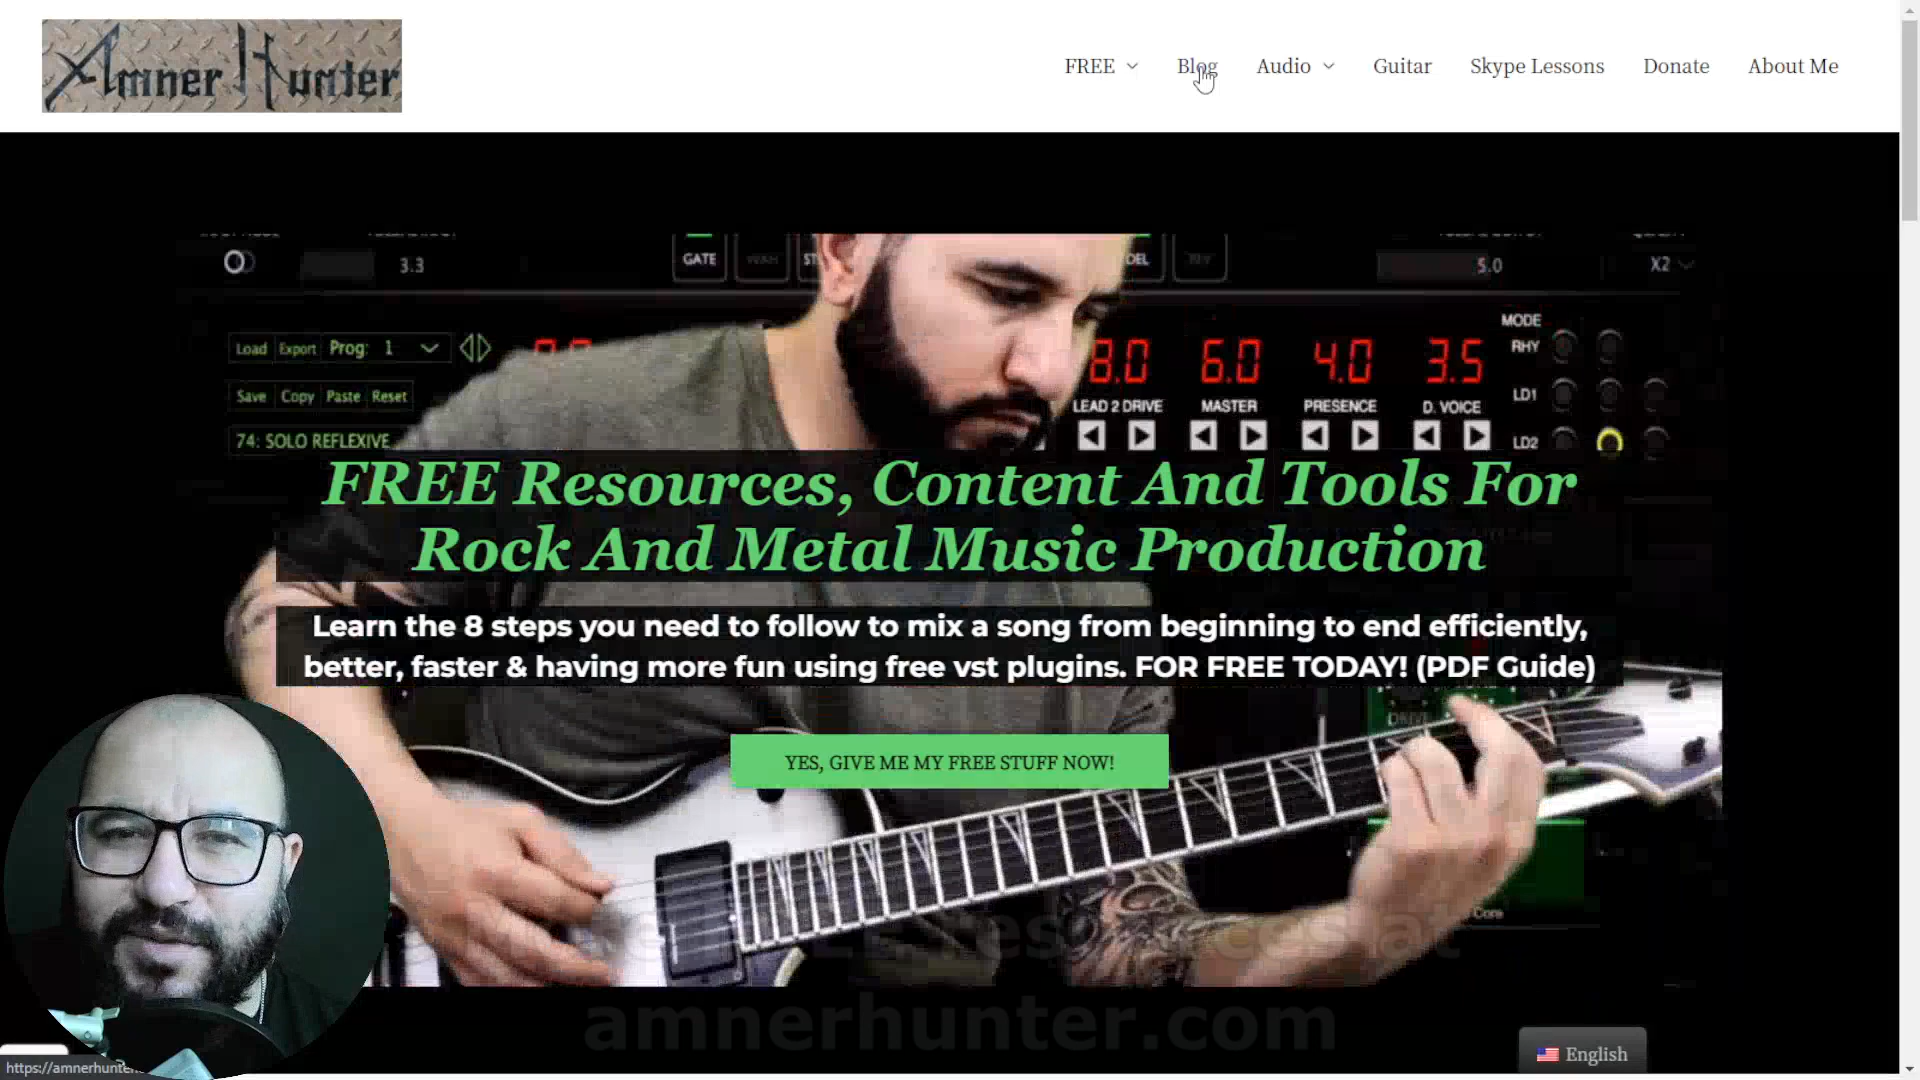 Amner Hunter
FREE
Blog
Audio
Guitar
Skype Lessons
Donate
About Me
3.3
GATE
DEL
5.0
X2
Load
Export
Prog: 1
Save
Copy
Paste
Reset
74: SOLO REFLEXIVE
8.0
6.0
4.0
3.5
LEAD 2 DRIVE
MASTER
PRESENCE
D. VOICE
MODE
RHY
LD1
LD2
FREE Resources, Content And Tools For
Rock And Metal Music Production
Learn the 8 steps you need to follow to mix a song from beginning to end efficiently,
better, faster & having more fun using free vst plugins. FOR FREE TODAY! (PDF Guide)
DRIVE
YES, GIVE ME MY FREE STUFF NOW!
Core
resources at
amnerhunter.com
English